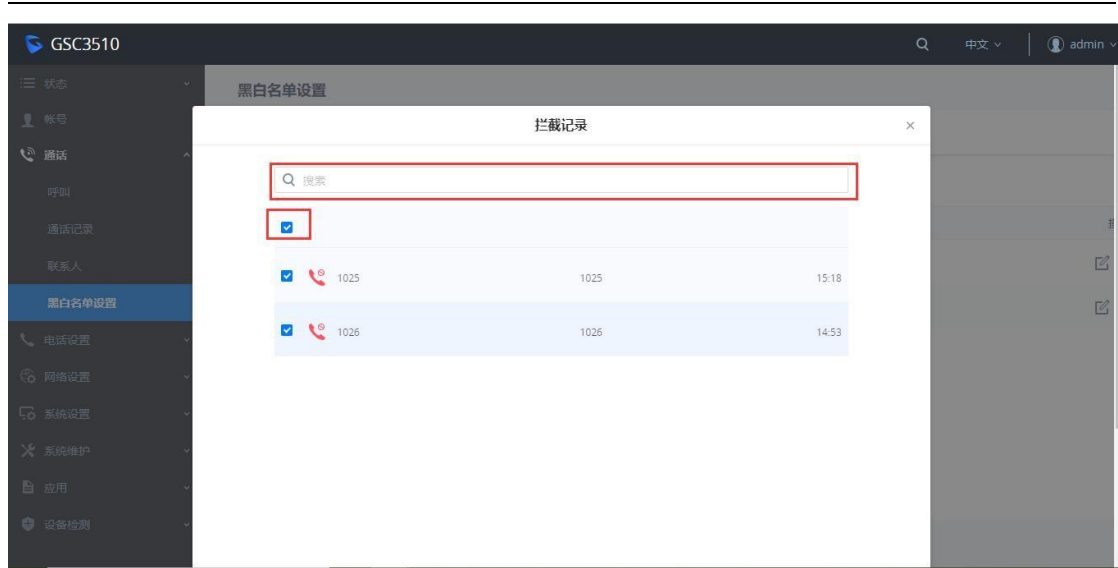 GSC3510
中文
admin
状态
黑白名单设置
帐号
拦截记录
通话
搜索
呼叫
通话记录
联系人
1025 1025 15:18
黑白名单设置
1026 1026 14:53
电话设置
网络设置
系统设置
系统维护
应用
设备检测